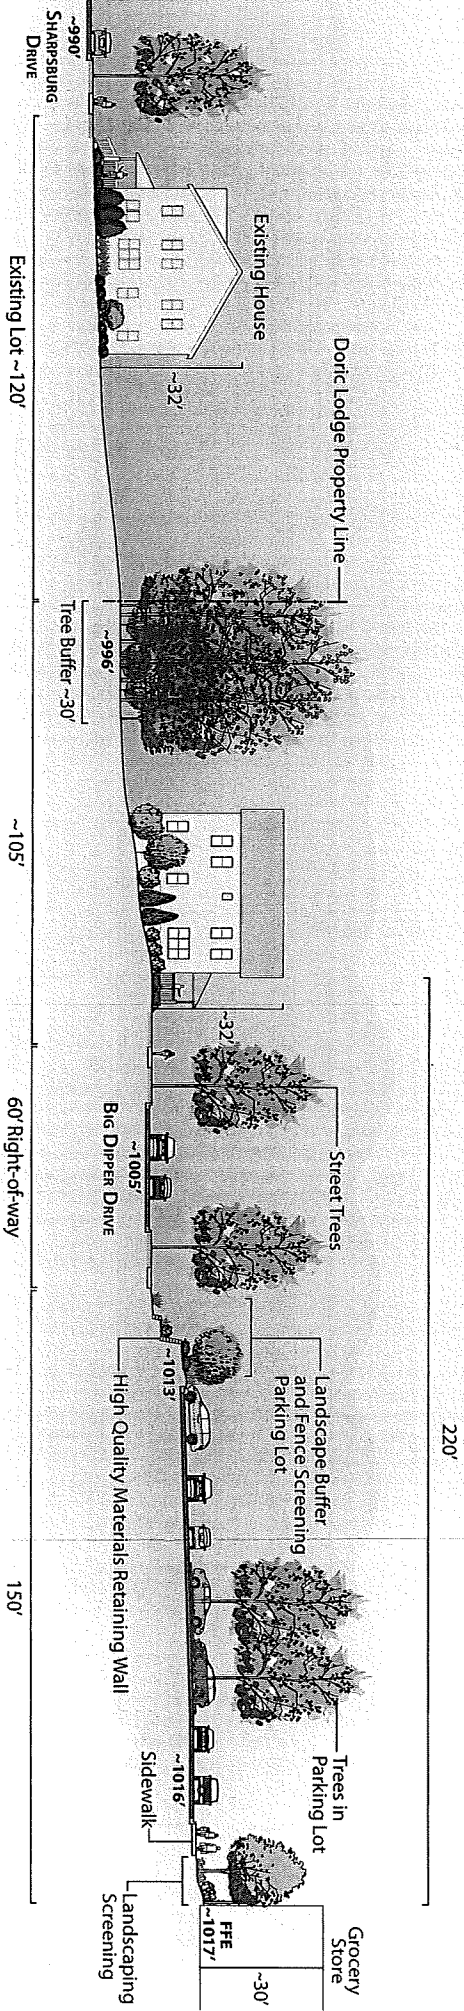 ~990'
SHARPSBURG
DRIVE
Existing House
~32'
Existing Lot ~120'
Doric Lodge Property Line
~996'
Tree Buffer ~30'
~105'
~32'
Street Trees
~1005'
BIG DIPPER DRIVE
60' Right-of-way
220'
Landscape Buffer
and Fence Screening
Parking Lot
~1013'
High Quality Materials Retaining Wall
150'
Trees in
Parking Lot
~1016'
Sidewalk
Landscaping
Screening
Grocery
Store
FFE
~1017'
~30'